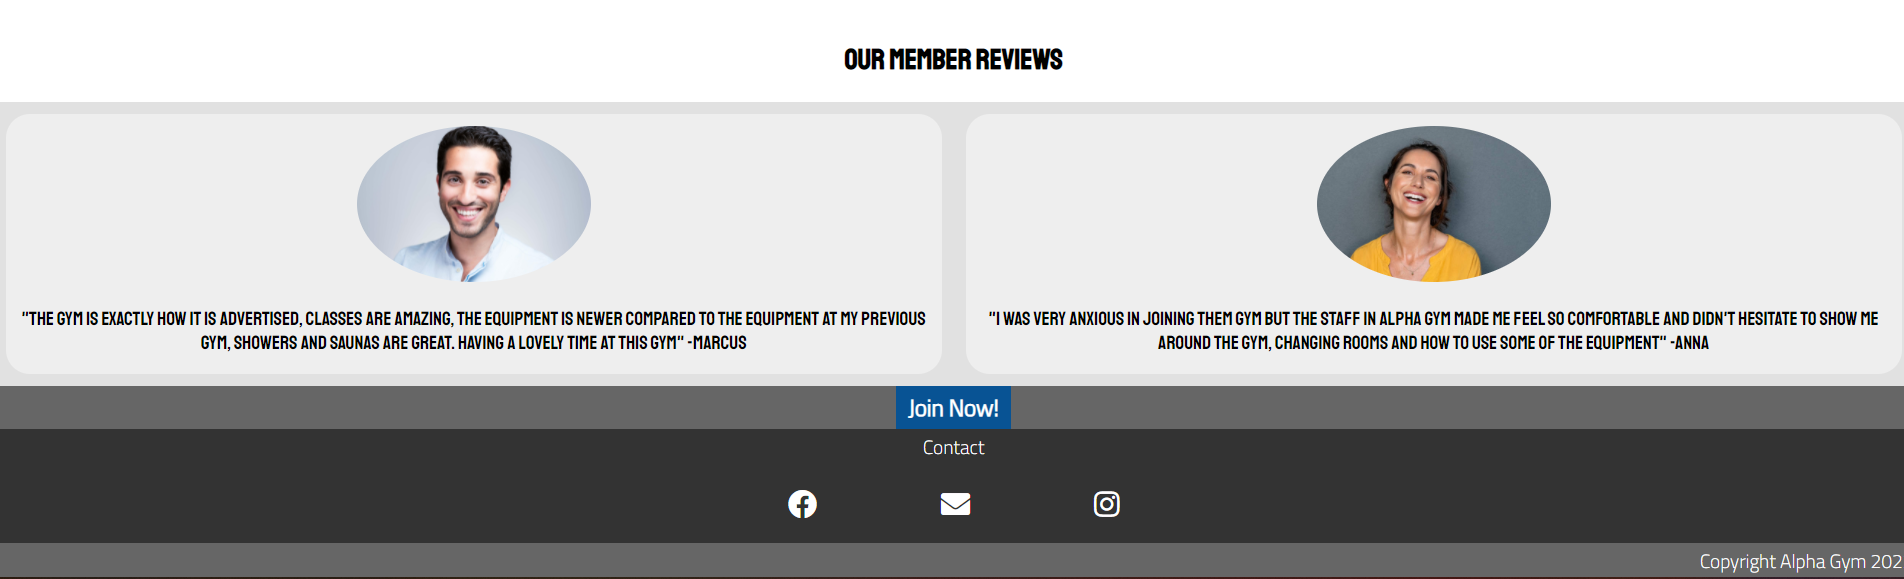 OUR MEMBER REVIEWS
"THE GYM IS EXACTLY HOW IT IS ADVERTISED, CLASSES ARE AMAZING, THE EQUIPMENT IS NEWER COMPARED TO THE EQUIPMENT AT MY PREVIOUS
GYM, SHOWERS AND SAUNAS ARE GREAT. HAVING A LOVELY TIME AT THIS GYM" -MARCUS
"I WAS VERY ANXIOUS IN JOINING THEM GYM BUT THE STAFF IN ALPHA GYM MADE ME FEEL SO COMFORTABLE AND DIDN'T HESITATE TO SHOW ME
AROUND THE GYM, CHANGING ROOMS AND HOW TO USE SOME OF THE EQUIPMENT" -ANNA
Join Now!
Contact
Copyright Alpha Gym 202